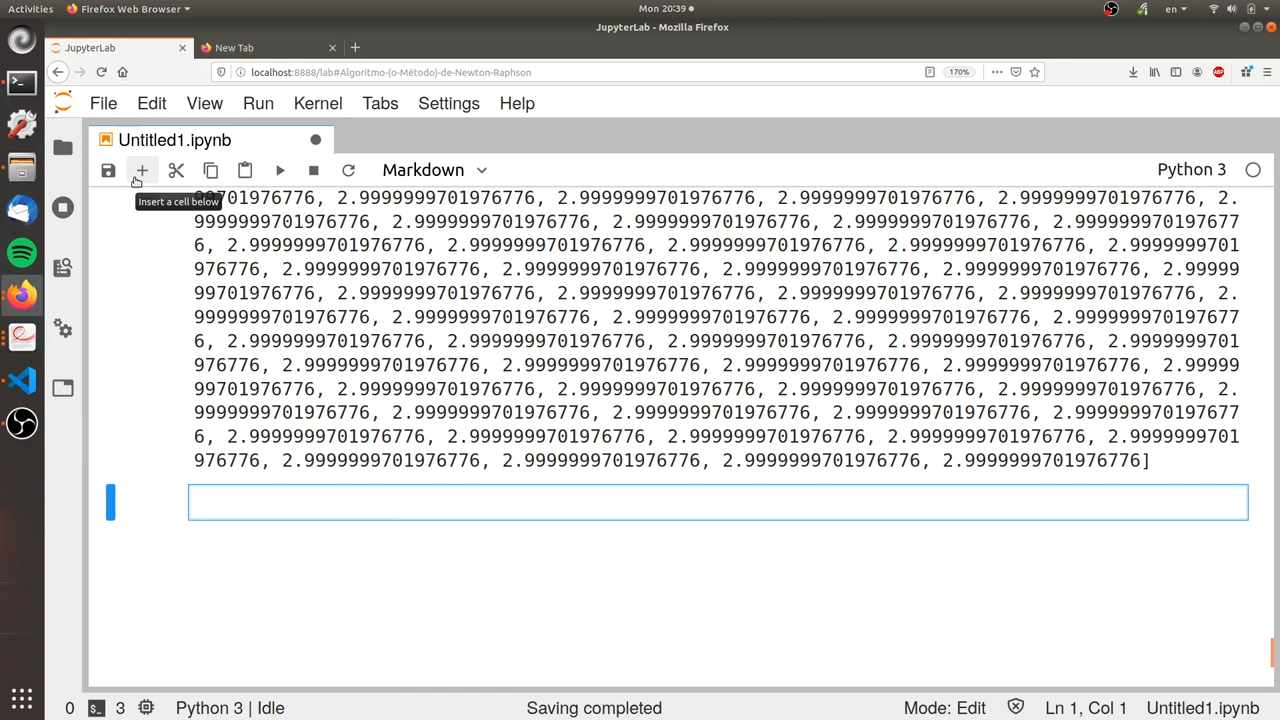 Activities Firefox Web Browser Mon 20:39 en
JupyterLab - Mozilla Firefox
JupyterLab New Tab
localhost:8888/lab#Algoritmo-(o-Método)-de-Newton-Raphson 170% ABP
File Edit View Run Kernel Tabs Settings Help
Untitled1.ipynb
Markdown Python 3
Insert a cell below
99701976776, 2.9999999701976776, 2.9999999701976776, 2.9999999701976776, 2.9999999701976776, 2.
9999999701976776, 2.9999999701976776, 2.9999999701976776, 2.9999999701976776, 2.999999970197677
6, 2.9999999701976776, 2.9999999701976776, 2.9999999701976776, 2.9999999701976776, 2.9999999701
976776, 2.9999999701976776, 2.9999999701976776, 2.9999999701976776, 2.9999999701976776, 2.99999
99701976776, 2.9999999701976776, 2.9999999701976776, 2.9999999701976776, 2.9999999701976776, 2.
9999999701976776, 2.9999999701976776, 2.9999999701976776, 2.9999999701976776, 2.999999970197677
6, 2.9999999701976776, 2.9999999701976776, 2.9999999701976776, 2.9999999701976776, 2.9999999701
976776, 2.9999999701976776, 2.9999999701976776, 2.9999999701976776, 2.9999999701976776, 2.99999
99701976776, 2.9999999701976776, 2.9999999701976776, 2.9999999701976776, 2.9999999701976776, 2.
9999999701976776, 2.9999999701976776, 2.9999999701976776, 2.9999999701976776, 2.999999970197677
6, 2.9999999701976776, 2.9999999701976776, 2.9999999701976776, 2.9999999701976776, 2.9999999701
976776, 2.9999999701976776, 2.9999999701976776, 2.9999999701976776, 2.9999999701976776]
0 3 Python 3 | Idle Saving completed Mode: Edit Ln 1, Col 1 Untitled1.ipynb